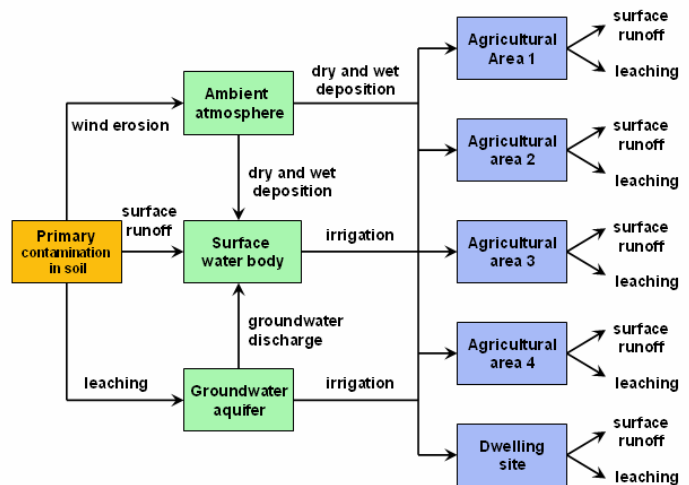 Primary
contamination
in soil
wind erosion
surface
runoff
leaching
Ambient
atmosphere
dry and wet
deposition
Surface
water body
groundwater
discharge
Groundwater
aquifer
dry and wet
deposition
irrigation
irrigation
Agricultural
Area 1
surface
runoff
leaching
Agricultural
area 2
surface
runoff
leaching
Agricultural
area 3
surface
runoff
leaching
Agricultural
area 4
surface
runoff
leaching
Dwelling
site
surface
runoff
leaching